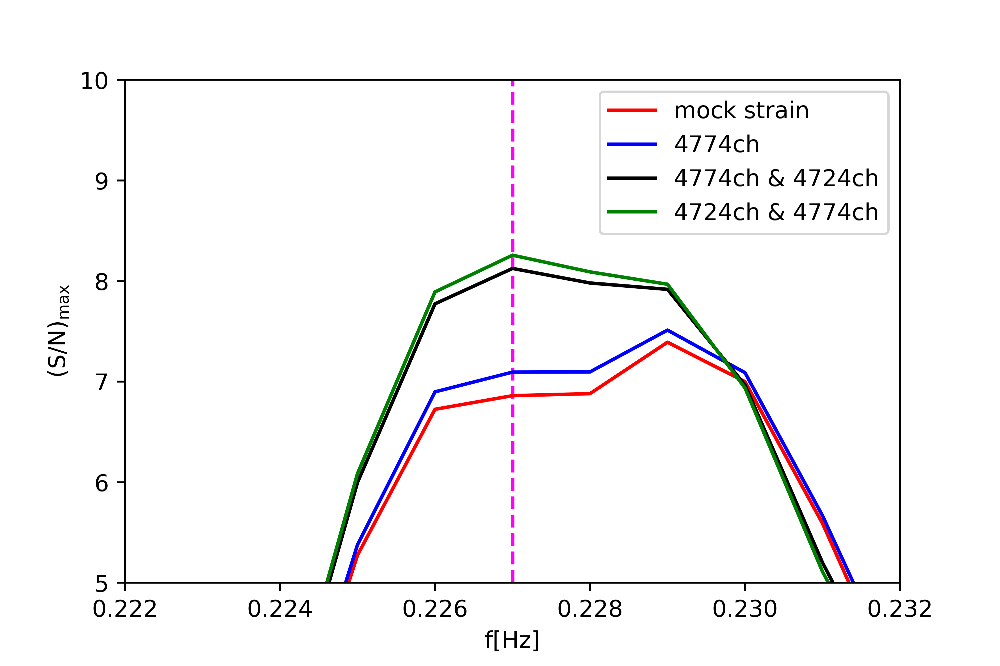 10
9
8
7
6
5
(S/N)max
mock strain
4774ch
4774ch & 4724ch
4724ch & 4774ch
0.222 0.224 0.226 0.228 0.230 0.232
f[Hz]